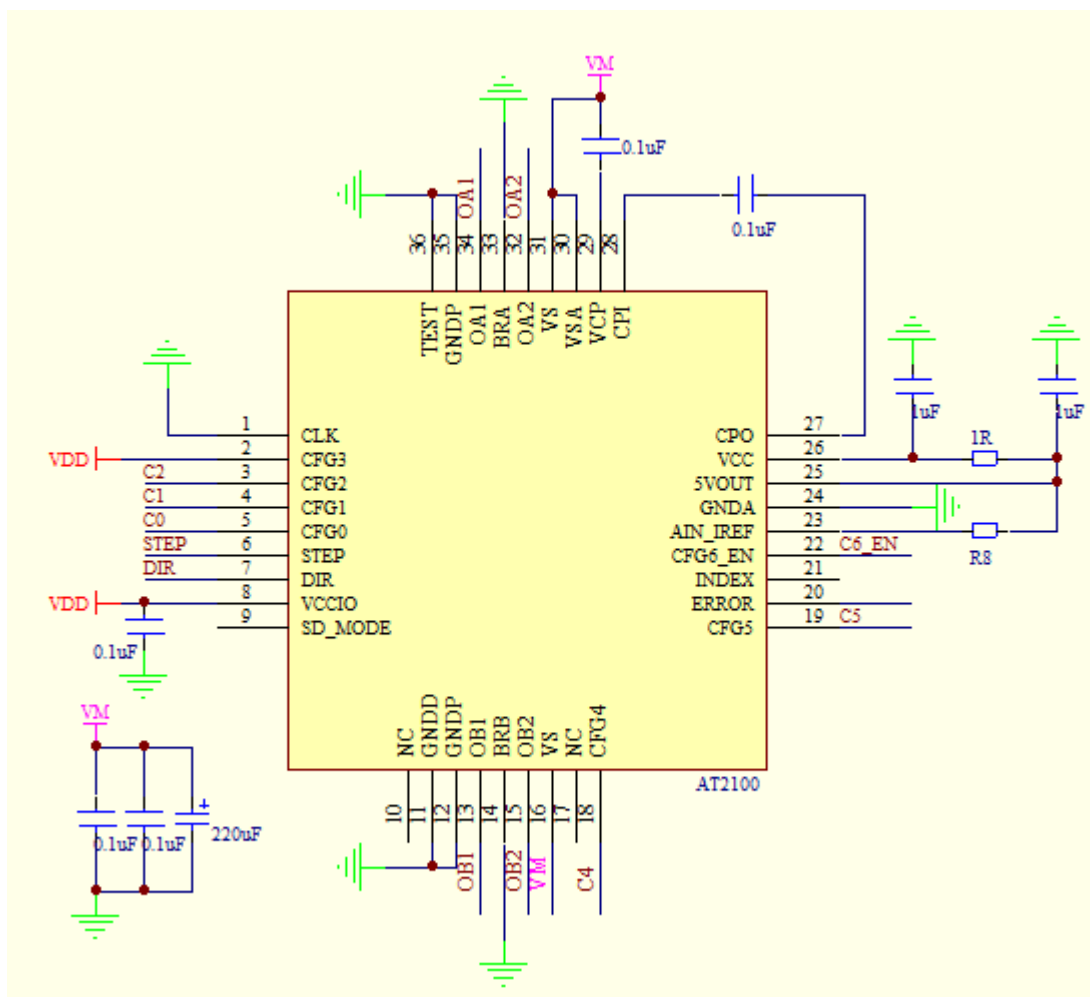 VM
0.1uF
0.1uF
OA1
OA2
36
35
34
33
32
31
30
29
28
TEST
GNDP
OA1
BRA
OA2
VS
VSA
VCP
CPI
1uF
1uF
1 CLK
VDD 2 CFG3
C2 3 CFG2
C1 4 CFG1
C0 5 CFG0
STEP 6 STEP
DIR 7 DIR
VDD 8 VCCIO
9 SD_MODE
0.1uF
CPO 27
VCC 26 1R
5VOUT 25
GNDA 24
AIN_IREF 23
R8
CFG6_EN 22 C6_EN
INDEX 21
ERROR 20
CFG5 19 C5
NC
GNDD
GNDP
OB1
BRB
OB2
VS
NC
CFG4
AT2100
10
11
12
13
14
15
16
17
18
OB1
OB2
VM
C4
VM
0.1uF
0.1uF
+
220uF